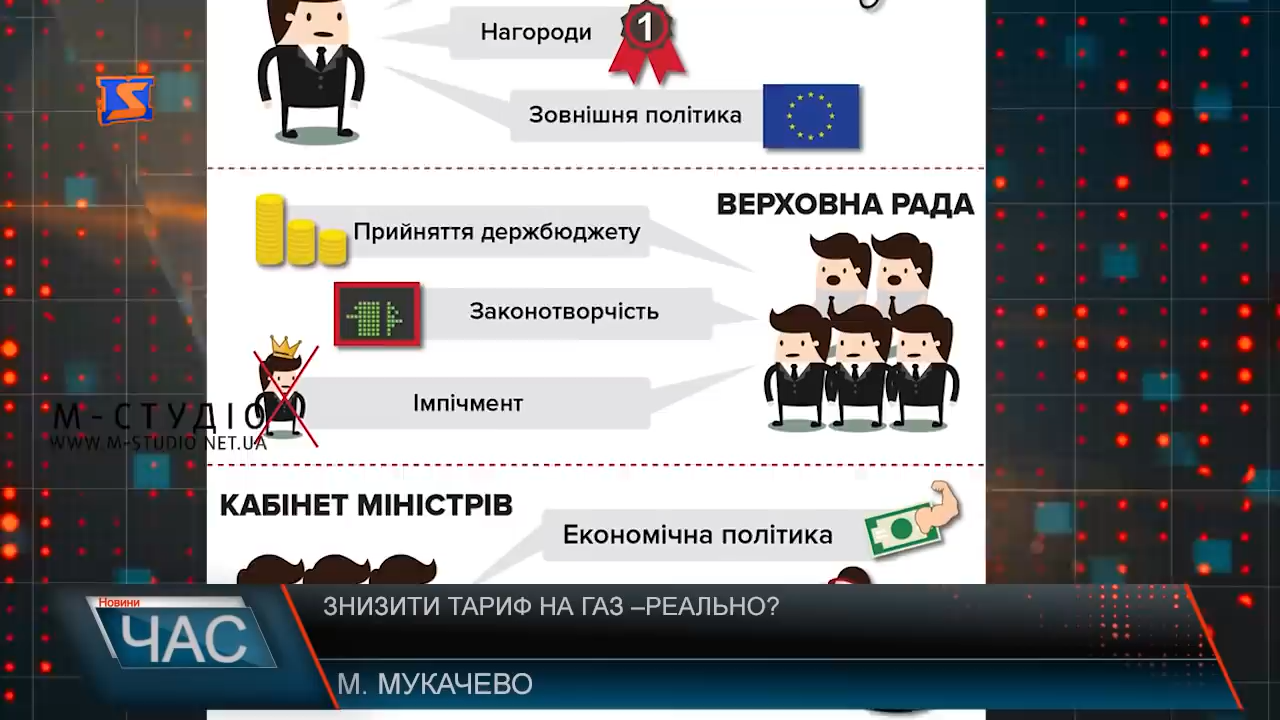 Нагороди
1
Зовнішня політика
ВЕРХОВНА РАДА
Прийняття держбюджету
Законотворчість
Імпічмент
М-СТУДІО
WWW.M-STUDIO.NET.UA
КАБІНЕТ МІНІСТРІВ
Економічна політика
Новини
ЧАС
ЗНИЗИТИ ТАРИФ НА ГАЗ –РЕАЛЬНО?
М. МУКАЧЕВО